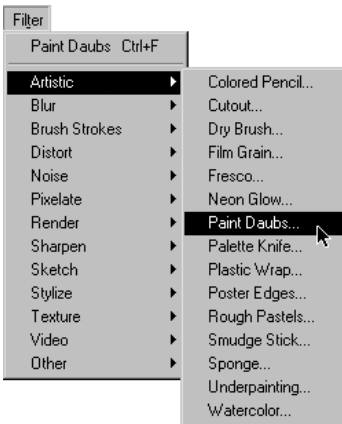 Filter
Paint Daubs Ctrl+F
Artistic
Blur
Brush Strokes
Distort
Noise
Pixelate
Render
Sharpen
Sketch
Stylize
Texture
Video
Other
Colored Pencil...
Cutout...
Dry Brush...
Film Grain...
Fresco...
Neon Glow...
Paint Daubs...
Palette Knife...
Plastic Wrap...
Poster Edges...
Rough Pastels...
Smudge Stick...
Sponge...
Underpainting...
Watercolor...